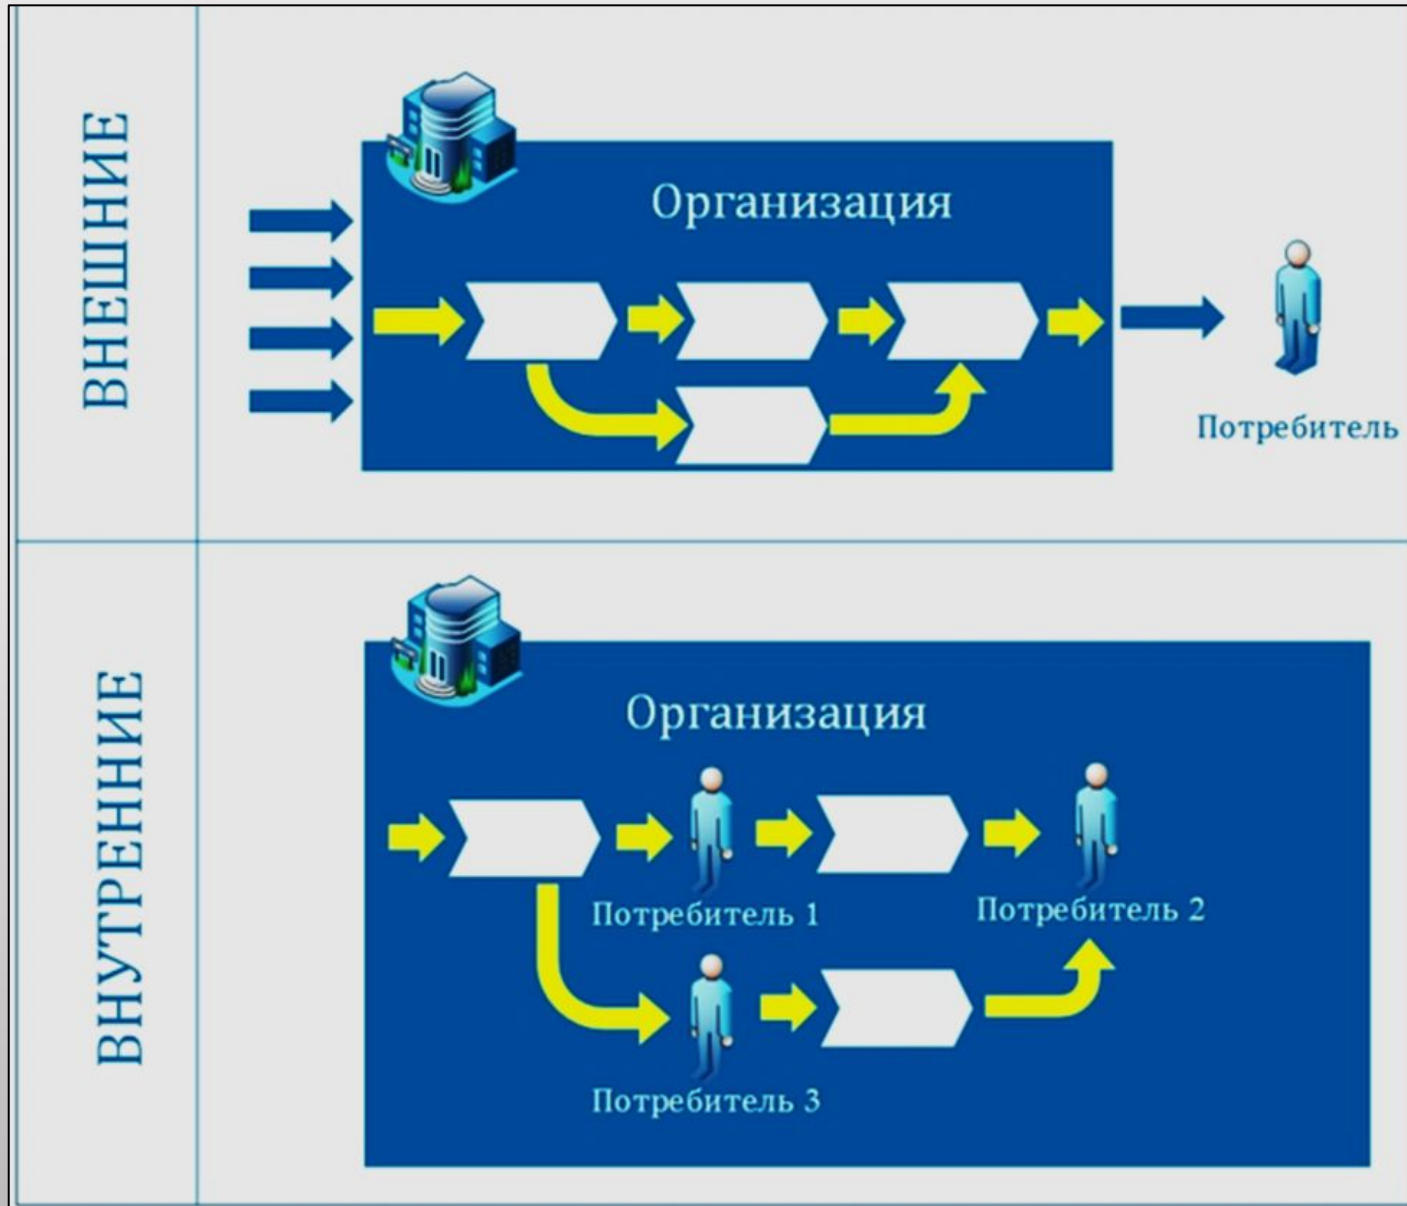 ВНЕШНИЕ
Организация
Потребитель
ВНУТРЕННИЕ
Организация
Потребитель 1
Потребитель 2
Потребитель 3